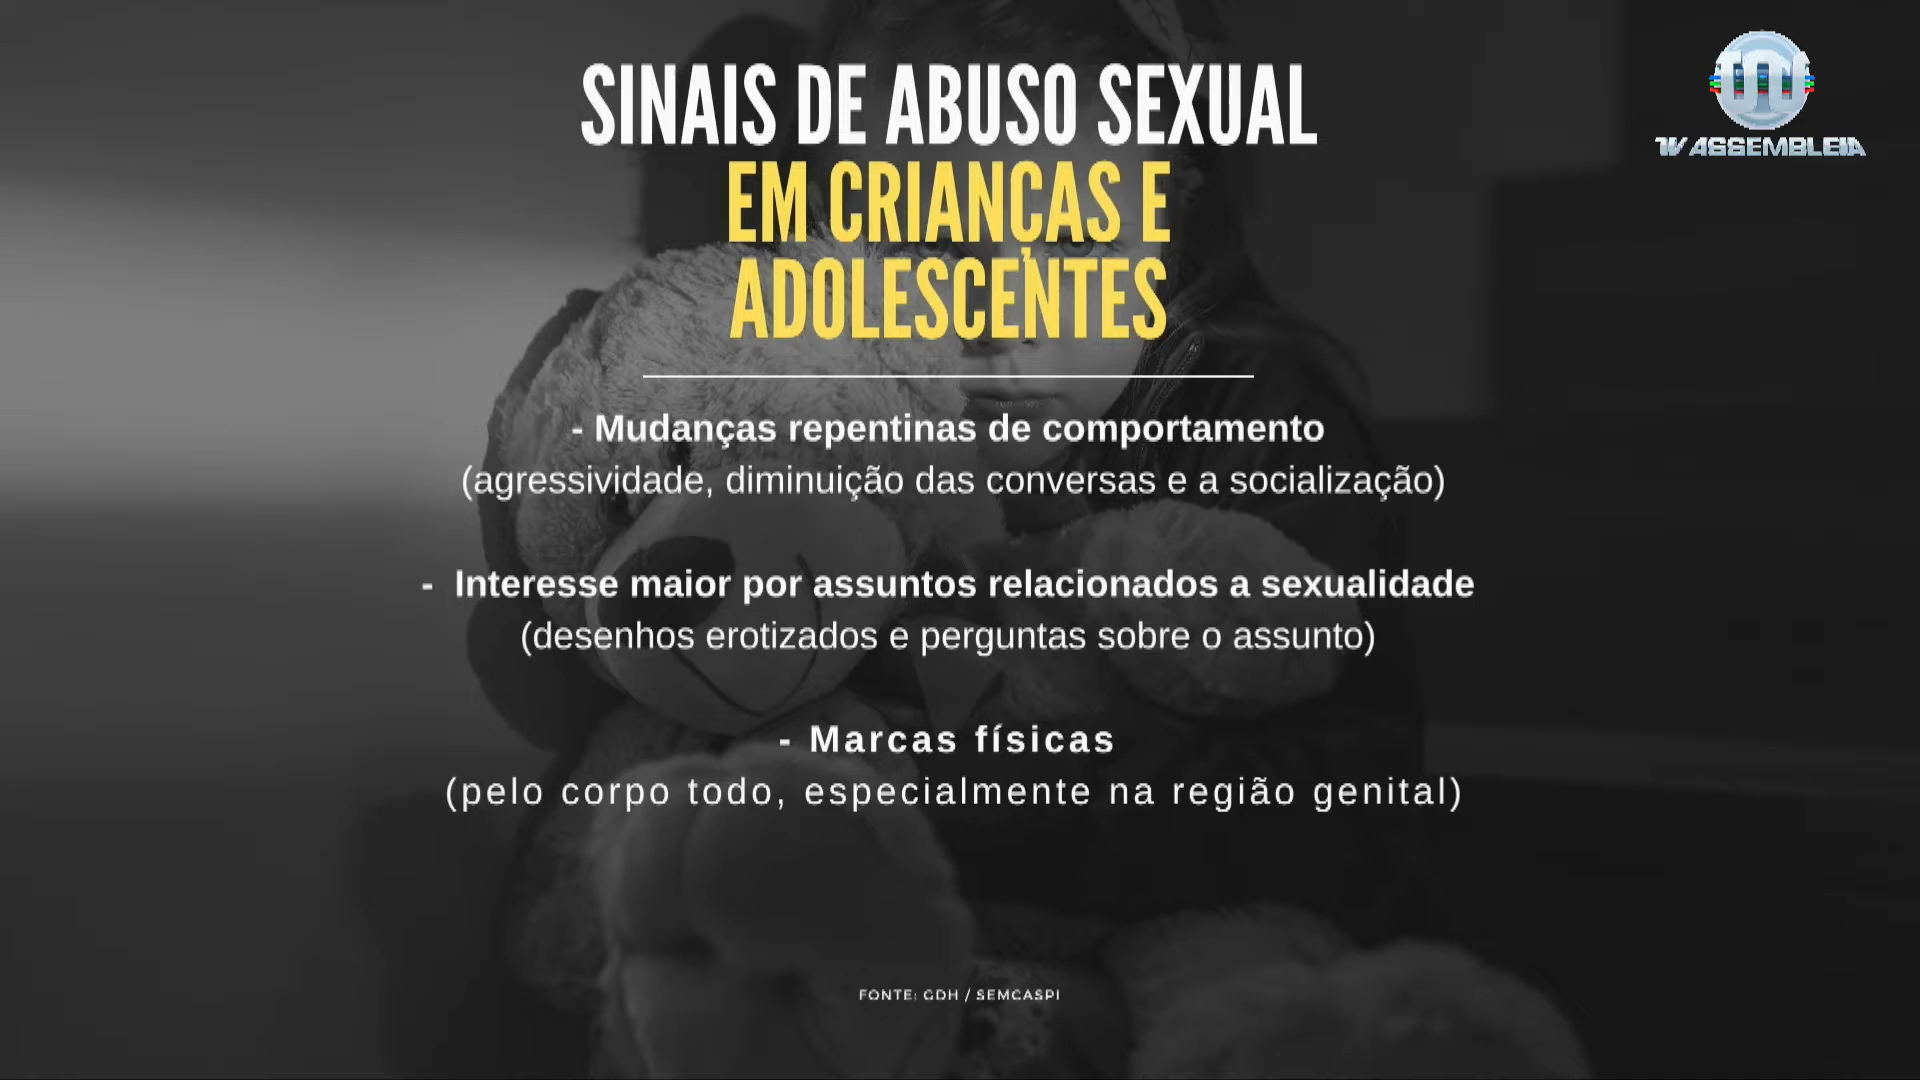 SINAIS DE ABUSO SEXUAL
EM CRIANÇAS E
ADOLESCENTES
TV ASSEMBLEIA
- Mudanças repentinas de comportamento
(agressividade, diminuição das conversas e a socialização)
- Interesse maior por assuntos relacionados a sexualidade
(desenhos erotizados e perguntas sobre o assunto)
- Marcas físicas
(pelo corpo todo, especialmente na região genital)
FONTE: GDH / SEMCASPI